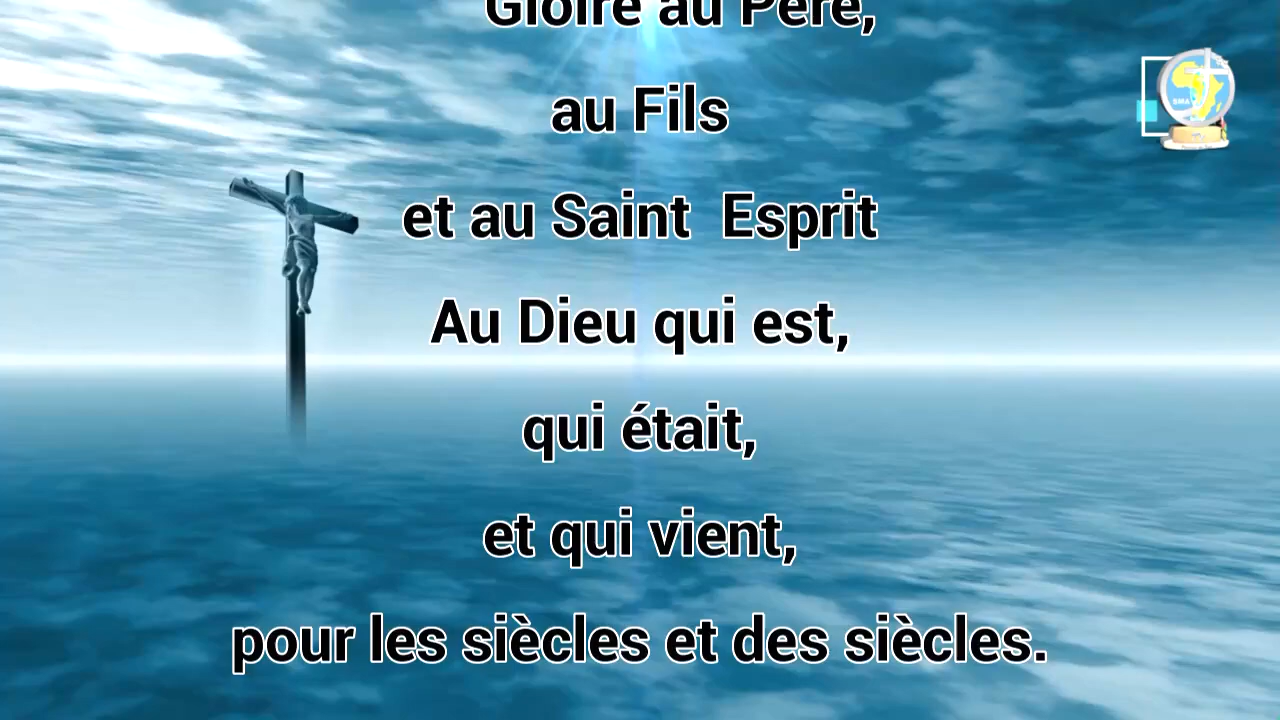 Gloire au Père,
au Fils
et au Saint Esprit
Au Dieu qui est,
qui était,
et qui vient,
pour les siècles et des siècles.
SMA